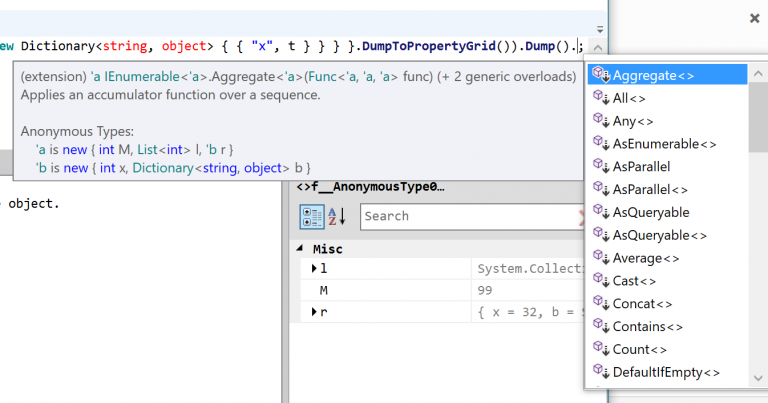 ew Dictionary<string, object> { { "x", t } } } }.DumpToPropertyGrid()).Dump().;
(extension) 'a IEnumerable<'a>.Aggregate<'a>(Func<'a, 'a, 'a> func) (+ 2 generic overloads)
Applies an accumulator function over a sequence.
Anonymous Types:
'a is new { int M, List<int> l, 'b r }
'b is new { int x, Dictionary<string, object> b }
object.
<>f__AnonymousType0…
Search
Misc
l System.Collecti
M 99
r { x = 32, b = S
Aggregate<>
All<>
Any<>
AsEnumerable<>
AsParallel
AsParallel<>
AsQueryable
AsQueryable<>
Average<>
Cast<>
Concat<>
Contains<>
Count<>
DefaultIfEmpty<>